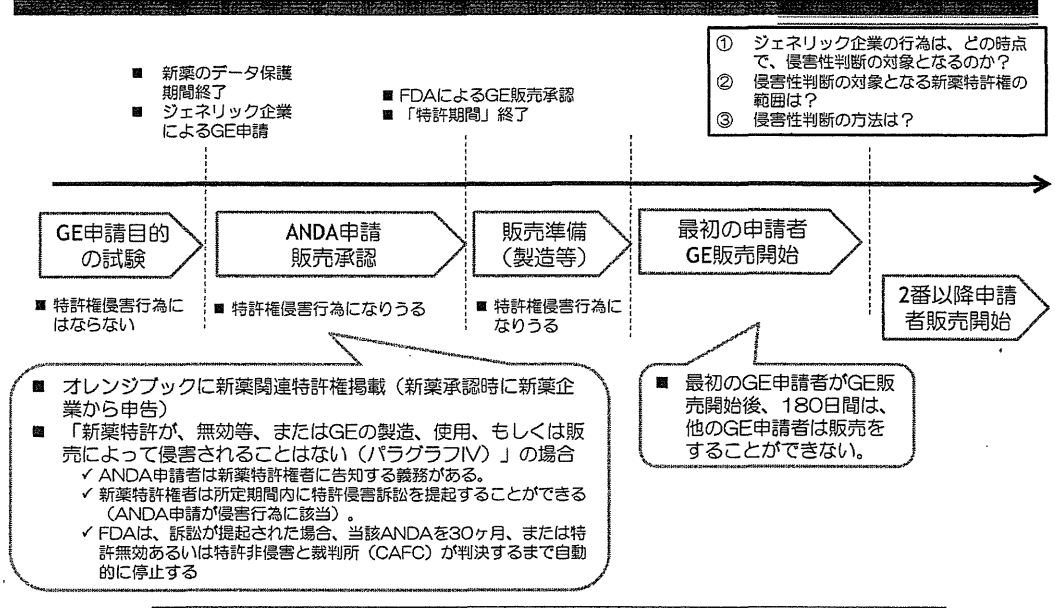 ① ジェネリック企業の行為は、どの時点
で、侵害性判断の対象となるのか？
② 侵害性判断の対象となる新薬特許権の
範囲は？
③ 侵害性判断の方法は？
■ 新薬のデータ保護
期間終了
■ ジェネリック企業
によるGE申請
■ FDAによるGE販売承認
■ 「特許期間」終了
GE申請目的
の試験
ANDA申請
販売承認
販売準備
（製造等）
最初の申請者
GE販売開始
2番以降申請
者販売開始
■ 特許権侵害行為に
はならない
■ 特許権侵害行為になりうる
■ 特許権侵害行為に
なりうる
■ オレンジブックに新薬関連特許権掲載（新薬承認時に新薬企
業から申告）
■ 「新薬特許が、無効等、またはGEの製造、使用、もしくは販
売によって侵害されることはない（パラグラフⅣ）」の場合
✓ ANDA申請者は新薬特許権者に告知する義務がある。
✓ 新薬特許権者は所定期間内に特許侵害訴訟を提起することができる
（ANDA申請が侵害行為に該当）。
✓ FDAは、訴訟が提起された場合、当該ANDAを30ヶ月、または特
許無効あるいは特許非侵害と裁判所（CAFC）が判決するまで自動
的に停止する
■ 最初のGE申請者がGE販
売開始後、180日間は、
他のGE申請者は販売を
することができない。